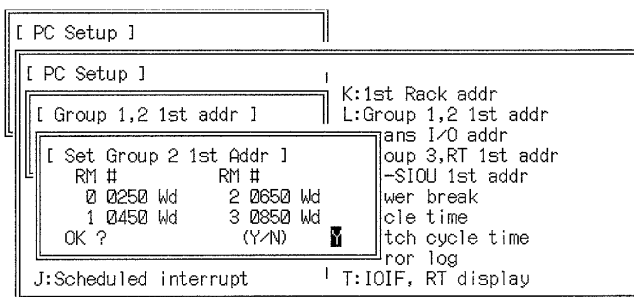 [ PC Setup ]
[ PC Setup ]
K:1st Rack addr
[ Group 1,2 1st addr ]
L:Group 1,2 1st addr
ans I/O addr
[ Set Group 2 1st Addr ]
oup 3,RT 1st addr
RM # RM #
-SIOU 1st addr
0 0250 Wd 2 0650 Wd
wer break
1 0450 Wd 3 0850 Wd
cle time
OK ? (Y/N) Y
tch cycle time
ror log
J:Scheduled interrupt
T:IOIF, RT display